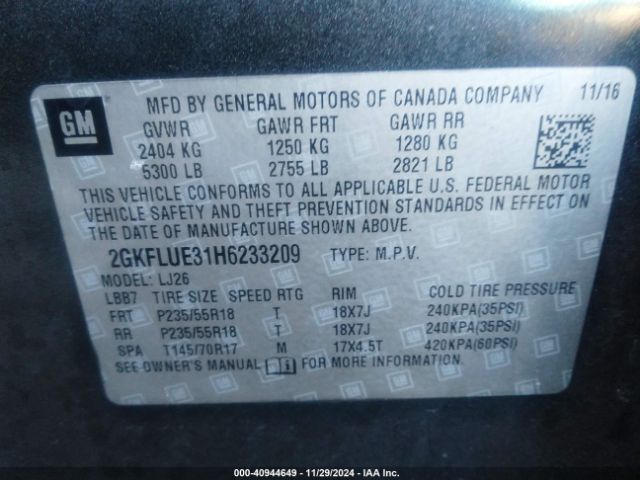 GM
MFD BY GENERAL MOTORS OF CANADA COMPANY 11/16
GVWR GAWR FRT GAWR RR
2404 KG 1250 KG 1280 KG
5300 LB 2755 LB 2821 LB
THIS VEHICLE CONFORMS TO ALL APPLICABLE U.S. FEDERAL MOTOR
VEHICLE SAFETY AND THEFT PREVENTION STANDARDS IN EFFECT ON
THE DATE OF MANUFACTURE SHOWN ABOVE.
2GKFLUE31H6233209 TYPE: M.P.V.
MODEL: LJ26
LBB7 TIRE SIZE SPEED RTG RIM COLD TIRE PRESSURE
FRT P235/55R18 T 18X7J 240KPA(35PSI)
RR P235/55R18 T 18X7J 240KPA(35PSI)
SPA T145/70R17 M 17X4.5T 420KPA(60PSI)
SEE OWNER'S MANUAL FOR MORE INFORMATION.
000-40944649 - 11/29/2024 - IAA Inc.